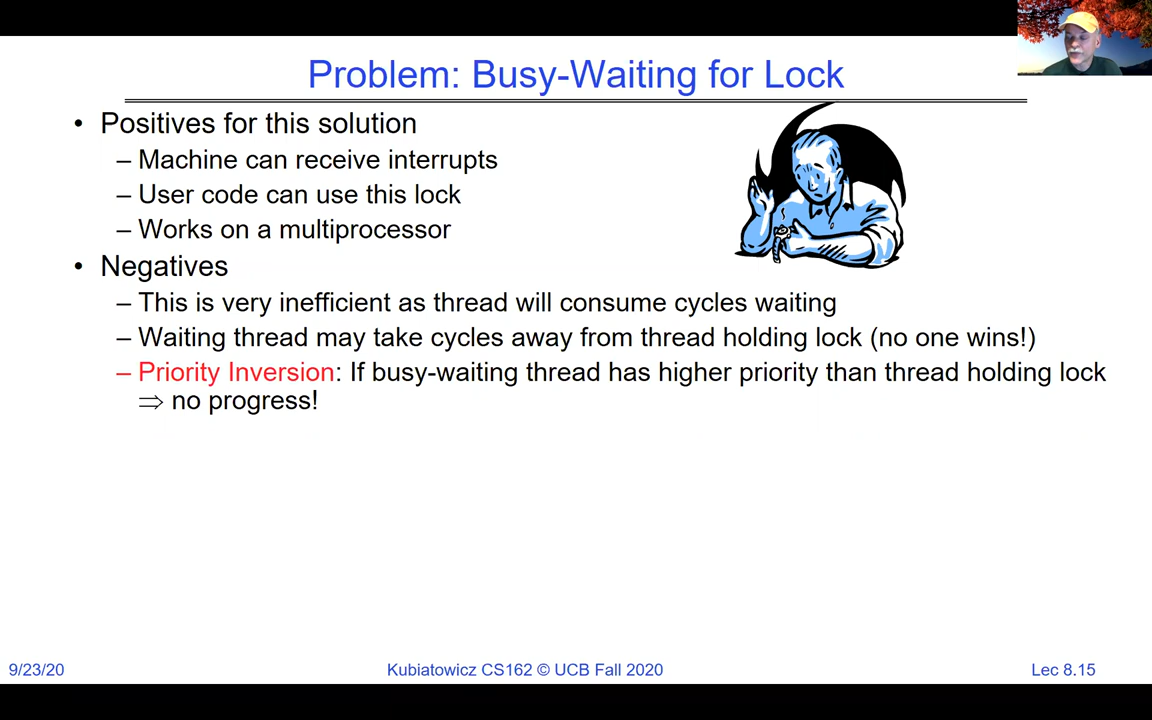 Problem: Busy-Waiting for Lock
• Positives for this solution
– Machine can receive interrupts
– User code can use this lock
– Works on a multiprocessor
• Negatives
– This is very inefficient as thread will consume cycles waiting
– Waiting thread may take cycles away from thread holding lock (no one wins!)
– Priority Inversion: If busy-waiting thread has higher priority than thread holding lock
⇒ no progress!
9/23/20 Kubiatowicz CS162 © UCB Fall 2020 Lec 8.15